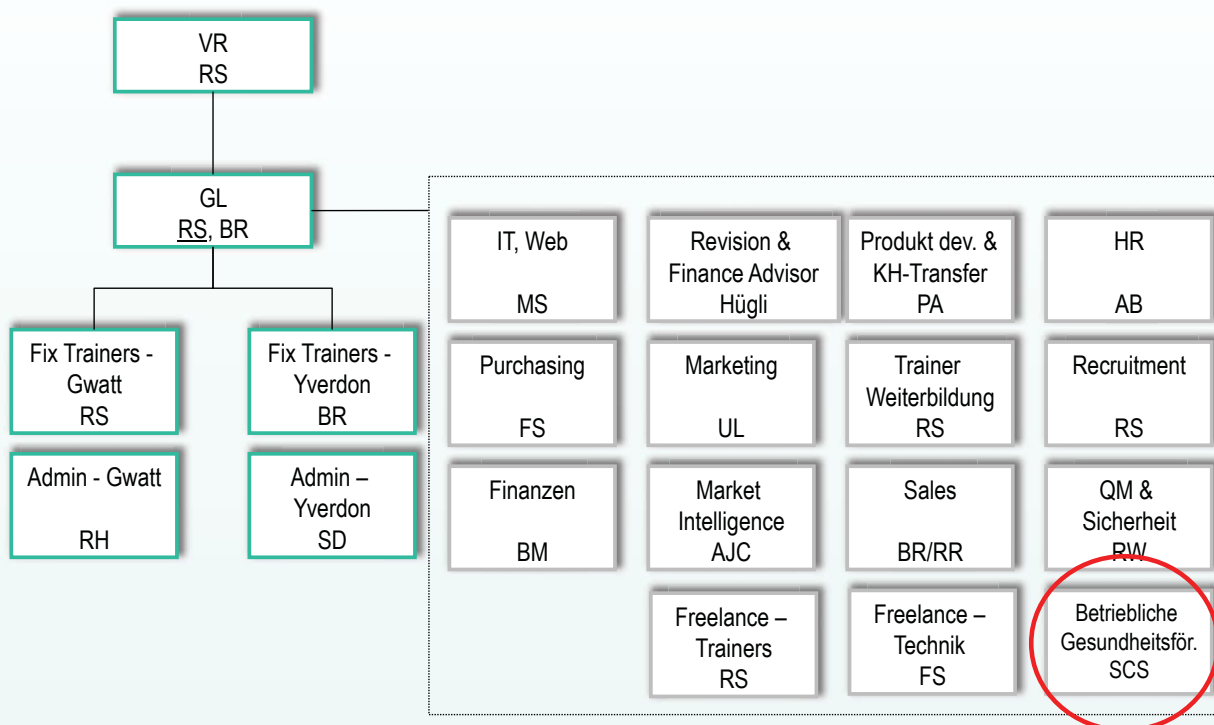 VR
RS
GL
RS, BR
Fix Trainers -
Gwatt
RS
Fix Trainers -
Yverdon
BR
Admin - Gwatt
RH
Admin –
Yverdon
SD
IT, Web
MS
Revision &
Finance Advisor
Hügli
Produkt dev. &
KH-Transfer
PA
HR
AB
Purchasing
FS
Marketing
UL
Trainer
Weiterbildung
RS
Recruitment
RS
Finanzen
BM
Market
Intelligence
AJC
Sales
BR/RR
QM &
Sicherheit
RW
Freelance –
Trainers
RS
Freelance –
Technik
FS
Betriebliche
Gesundheitsför.
SCS